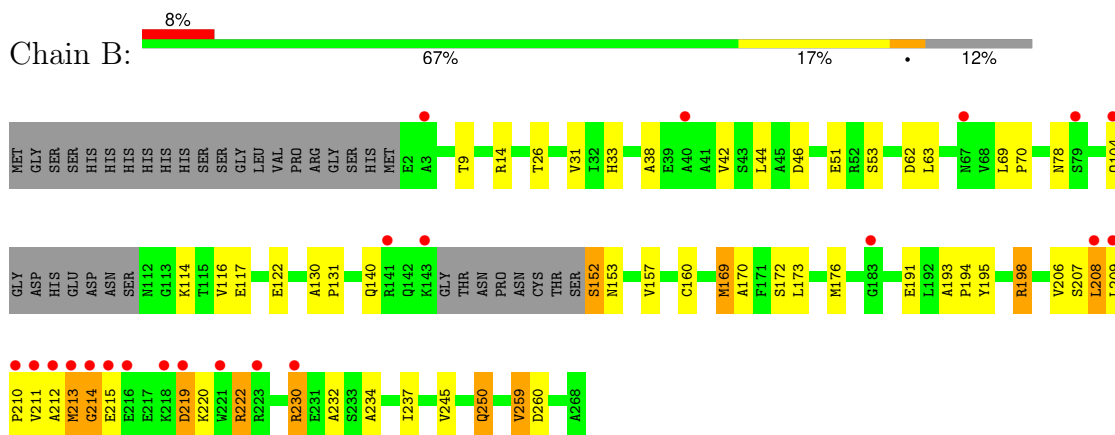 8%
Chain B:
67% 17% • 12%
MET GLY SER SER HIS HIS HIS HIS HIS HIS SER SER GLY LEU VAL PRO ARG GLY SER HIS MET E2 A3 T9 R14 T26 V31 I32 H33 A38 E39 A40 A41 V42 S43 L44 A45 D46 E51 R52 S53 D62 L63 N67 V68 L69 P70 N78 S79 Q104
GLY ASP HIS GLU ASP ASN SER N112 G113 K114 T115 V116 E117 E122 A130 P131 Q140 R141 Q142 K143 GLY THR ASN PRO ASN CYS THR SER S152 N153 V157 C160 M169 A170 F171 S172 L173 M176 G183 E191 L192 A193 P194 Y195 R198 V206 S207 L208 L209
P210 V211 A212 M213 G214 E215 E216 E217 K218 D219 K220 W221 R222 R223 R230 E231 A232 S233 A234 I237 V245 Q250 V259 D260 A268